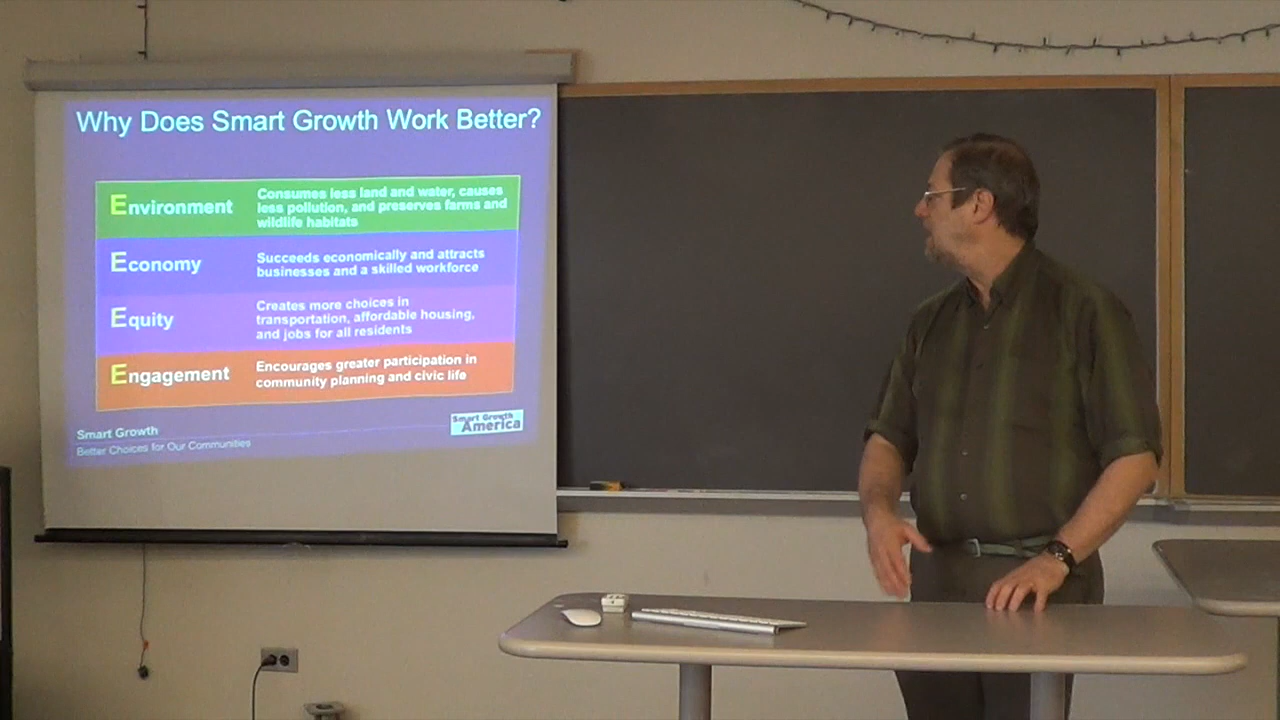 Why Does Smart Growth Work Better?
Environment
Consumes less land and water, causes
less pollution, and preserves farms and
wildlife habitats
Economy
Succeeds economically and attracts
businesses and a skilled workforce
Equity
Creates more choices in
transportation, affordable housing,
and jobs for all residents
Engagement
Encourages greater participation in
community planning and civic life
Smart Growth
Better Choices for Our Communities
Smart Growth
America